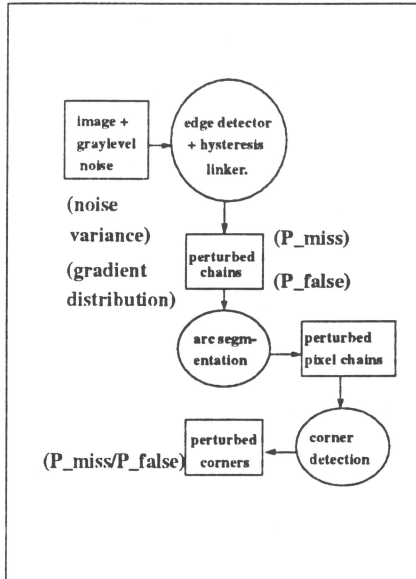 image +
graylevel
noise
edge detector
+ hysteresis
linker.
(noise
variance)
(gradient
distribution)
perturbed
chains
(P_miss)
(P_false)
arc segm-
entation
perturbed
pixel chains
corner
detection
perturbed
corners
(P_miss/P_false)